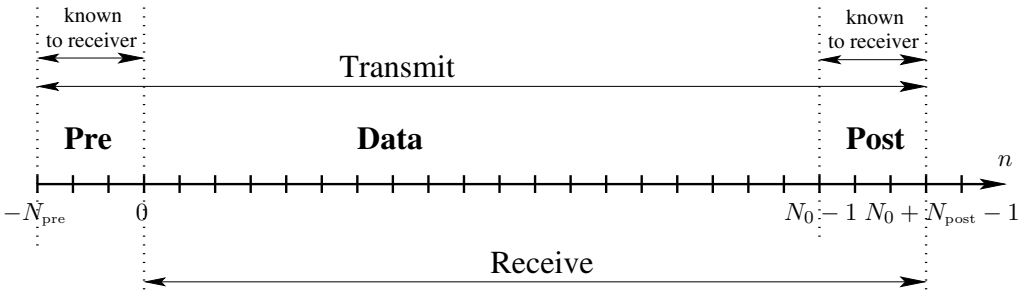 known
to receiver
known
to receiver
Transmit
Pre
Data
Post
n
−N_pre
0
N_0 − 1
N_0 + N_post − 1
Receive